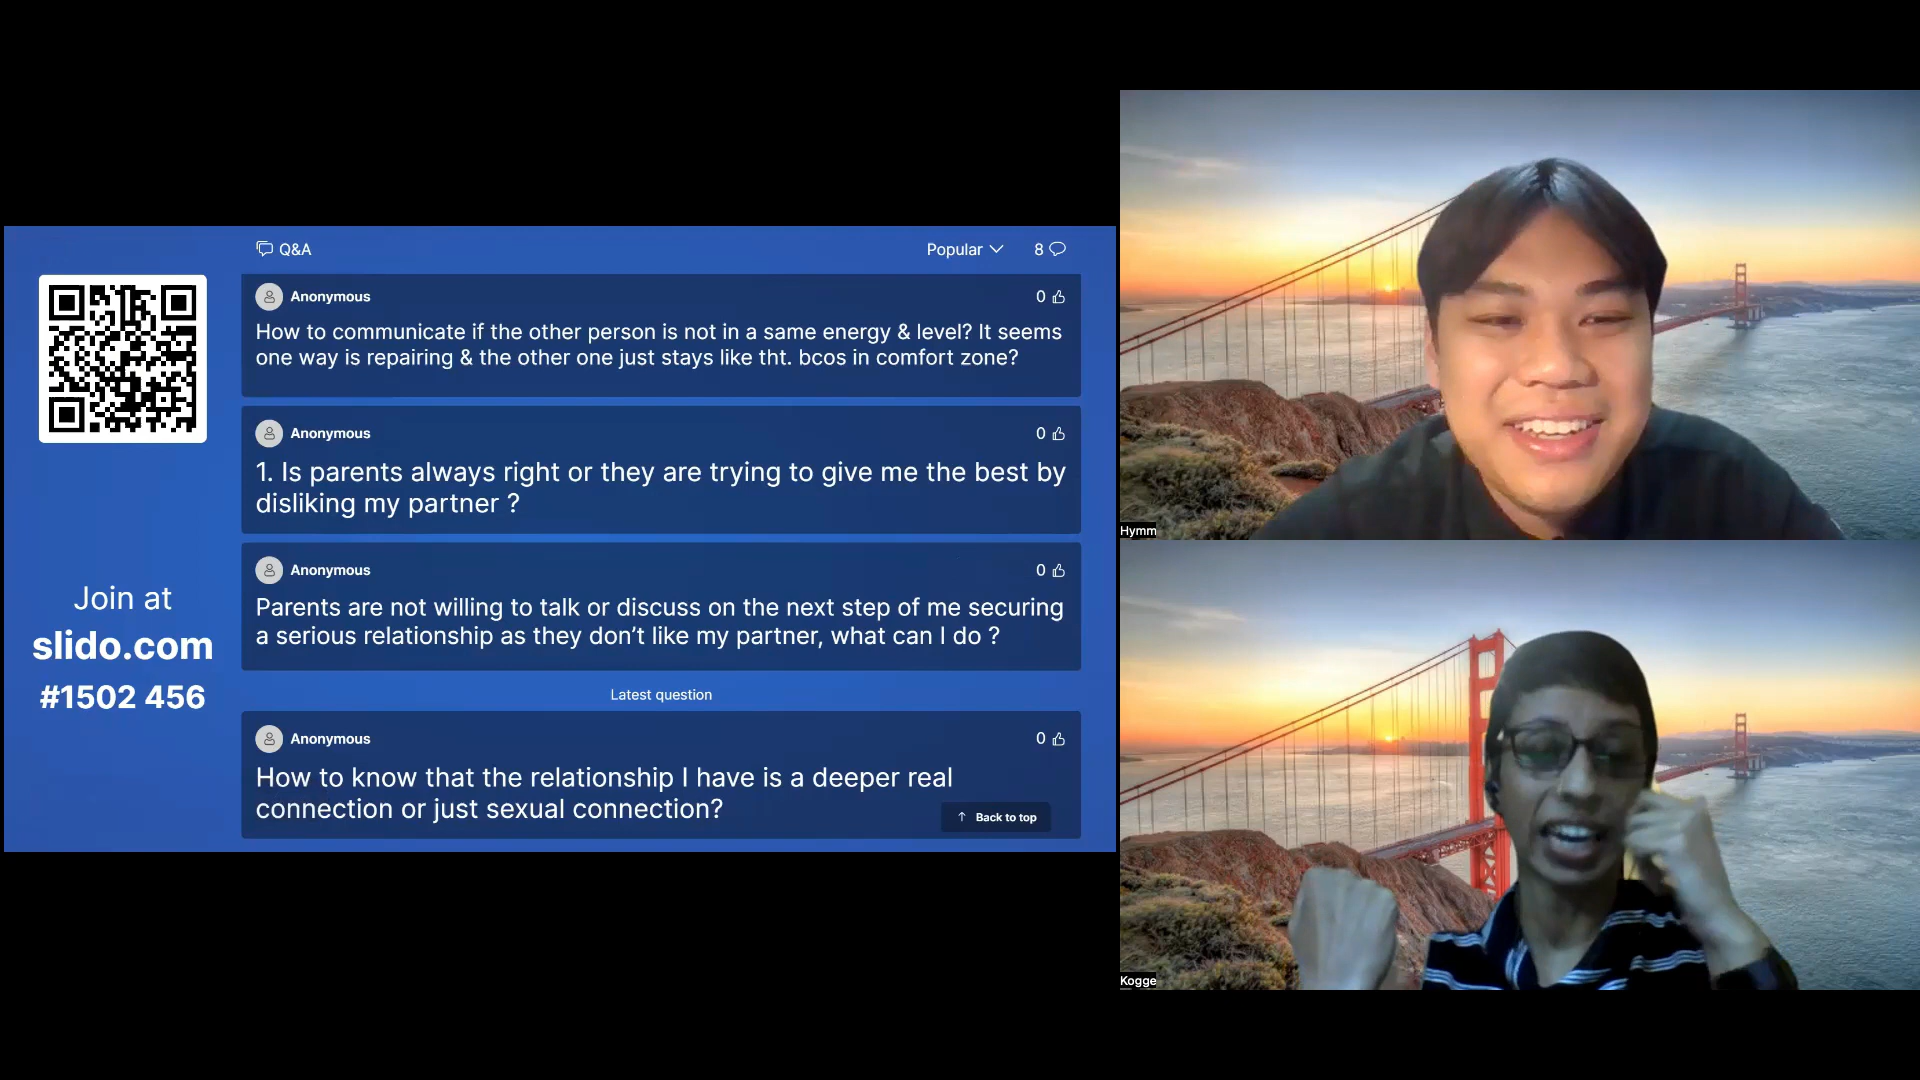 Q&A
Popular
8
Anonymous
0
How to communicate if the other person is not in a same energy & level? It seems
one way is repairing & the other one just stays like tht. bcos in comfort zone?
Anonymous
0
1. Is parents always right or they are trying to give me the best by
disliking my partner ?
Anonymous
0
Parents are not willing to talk or discuss on the next step of me securing
a serious relationship as they don’t like my partner, what can I do ?
Latest question
Anonymous
0
How to know that the relationship I have is a deeper real
connection or just sexual connection?
↑ Back to top
Join at
slido.com
#1502 456
Hymm
Kogge